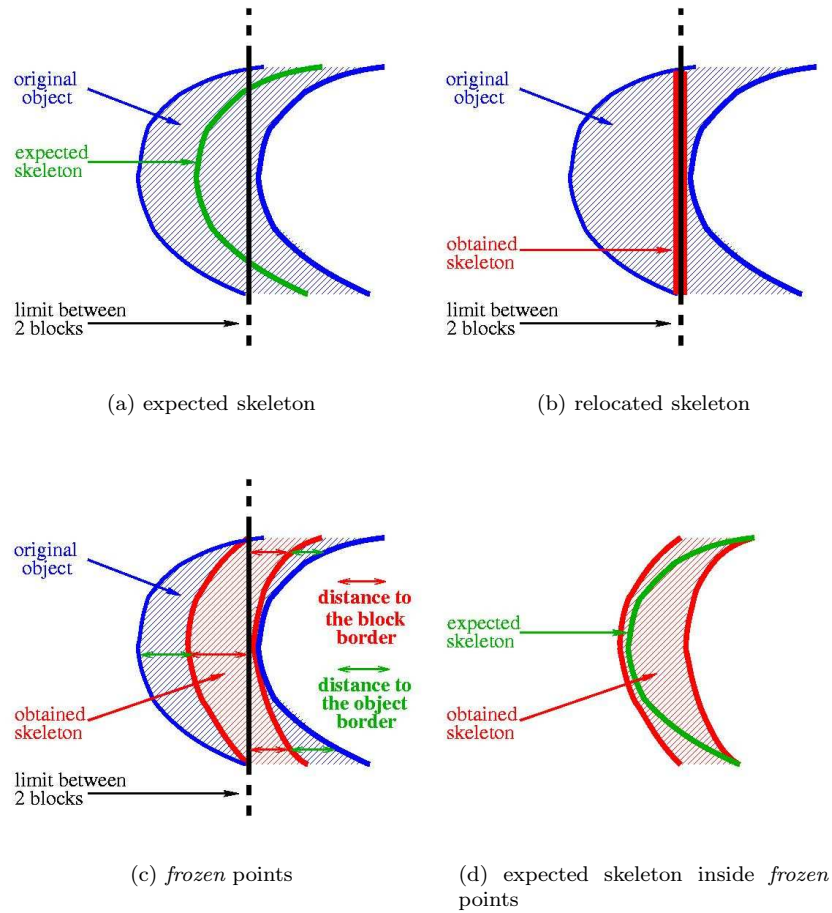 original
object
expected
skeleton
limit between
2 blocks
(a) expected skeleton
original
object
obtained
skeleton
limit between
2 blocks
(b) relocated skeleton
original
object
obtained
skeleton
limit between
2 blocks
distance to
the block
border
distance to
the object
border
(c) frozen points
expected
skeleton
obtained
skeleton
(d) expected skeleton inside frozen
points